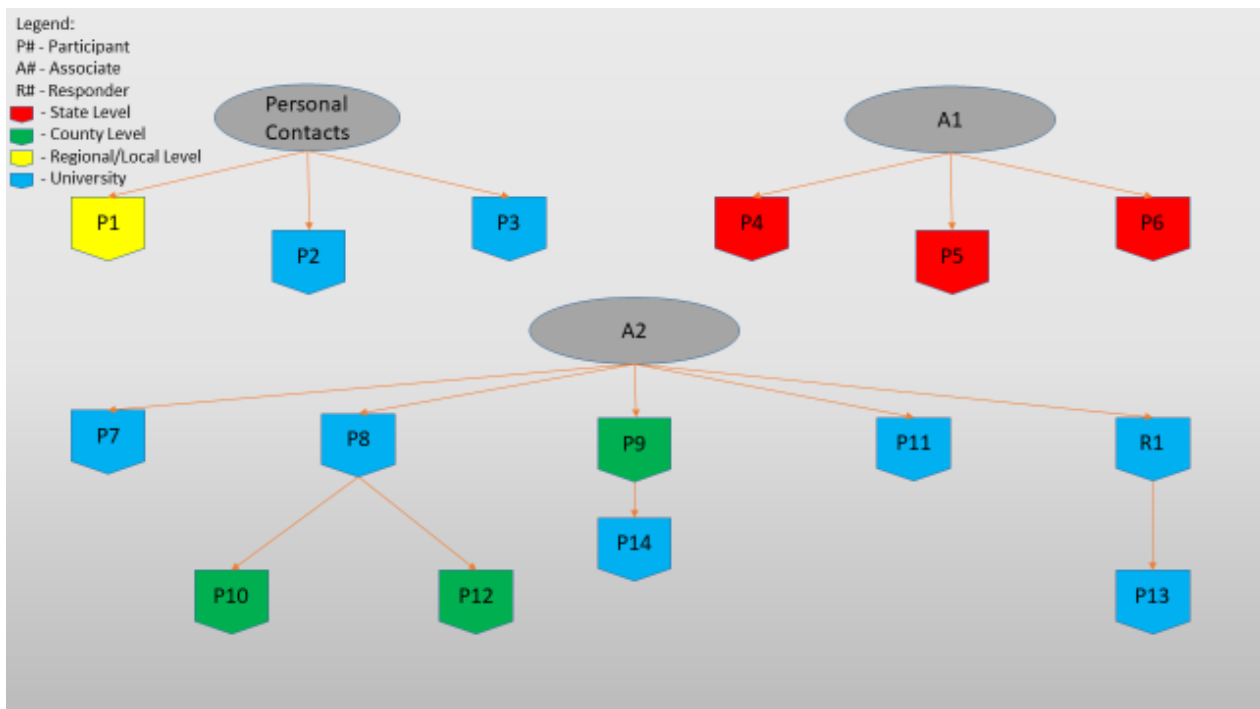 Legend:
P# - Participant
A# - Associate
R# - Responder
- State Level
- County Level
- Regional/Local Level
- University
Personal
Contacts
A1
P1
P2
P3
P4
P5
P6
A2
P7
P8
P9
P11
R1
P14
P10
P12
P13